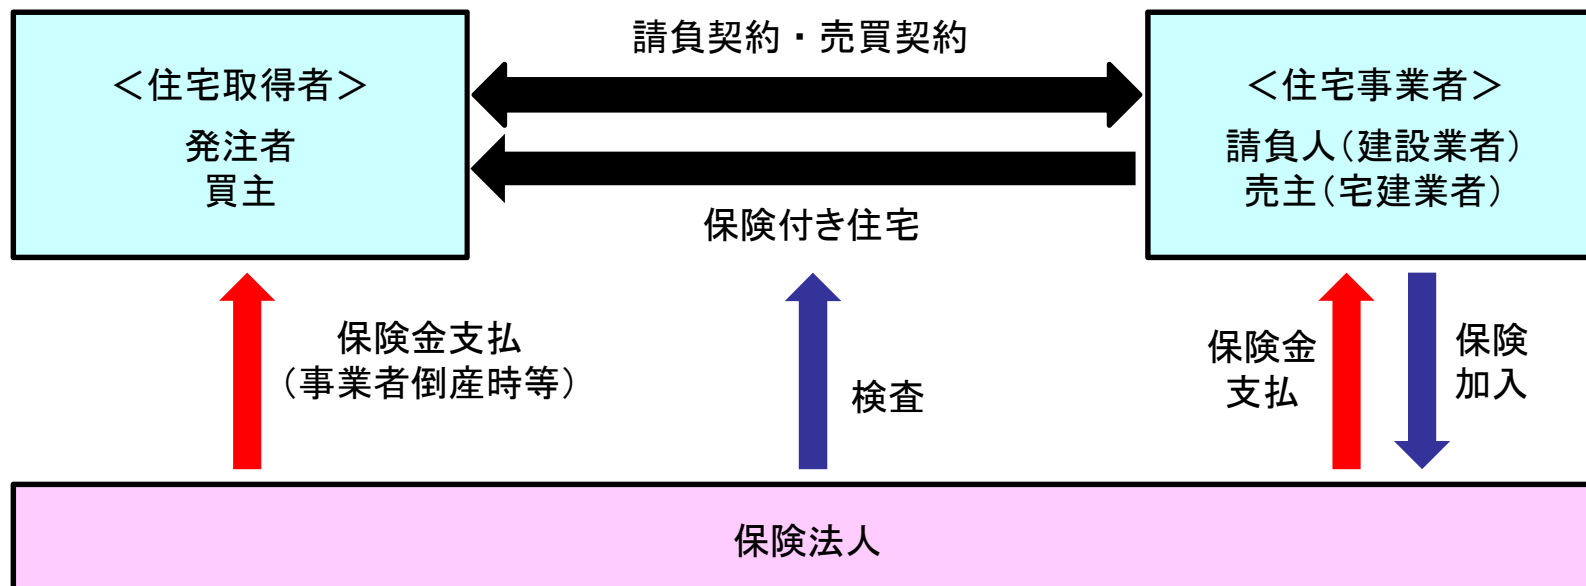 請負契約・売買契約
＜住宅取得者＞
発注者
買主
＜住宅事業者＞
請負人（建設業者）
売主（宅建業者）
保険付き住宅
保険金支払
（事業者倒産時等）
検査
保険金
支払
保険
加入
保険法人